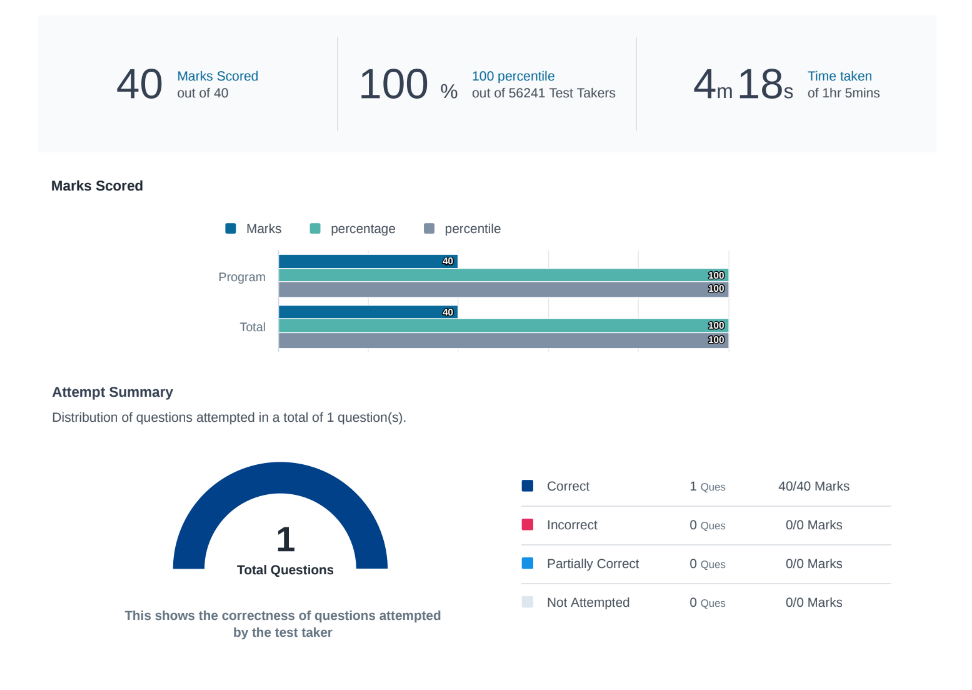 40 Marks Scored out of 40
100 % 100 percentile out of 56241 Test Takers
4m 18s Time taken of 1hr 5mins
Marks Scored
Marks percentage percentile
Program 40 100 100
Total 40 100 100
Attempt Summary
Distribution of questions attempted in a total of 1 question(s).
1
Total Questions
This shows the correctness of questions attempted
by the test taker
Correct 1 Ques 40/40 Marks
Incorrect 0 Ques 0/0 Marks
Partially Correct 0 Ques 0/0 Marks
Not Attempted 0 Ques 0/0 Marks